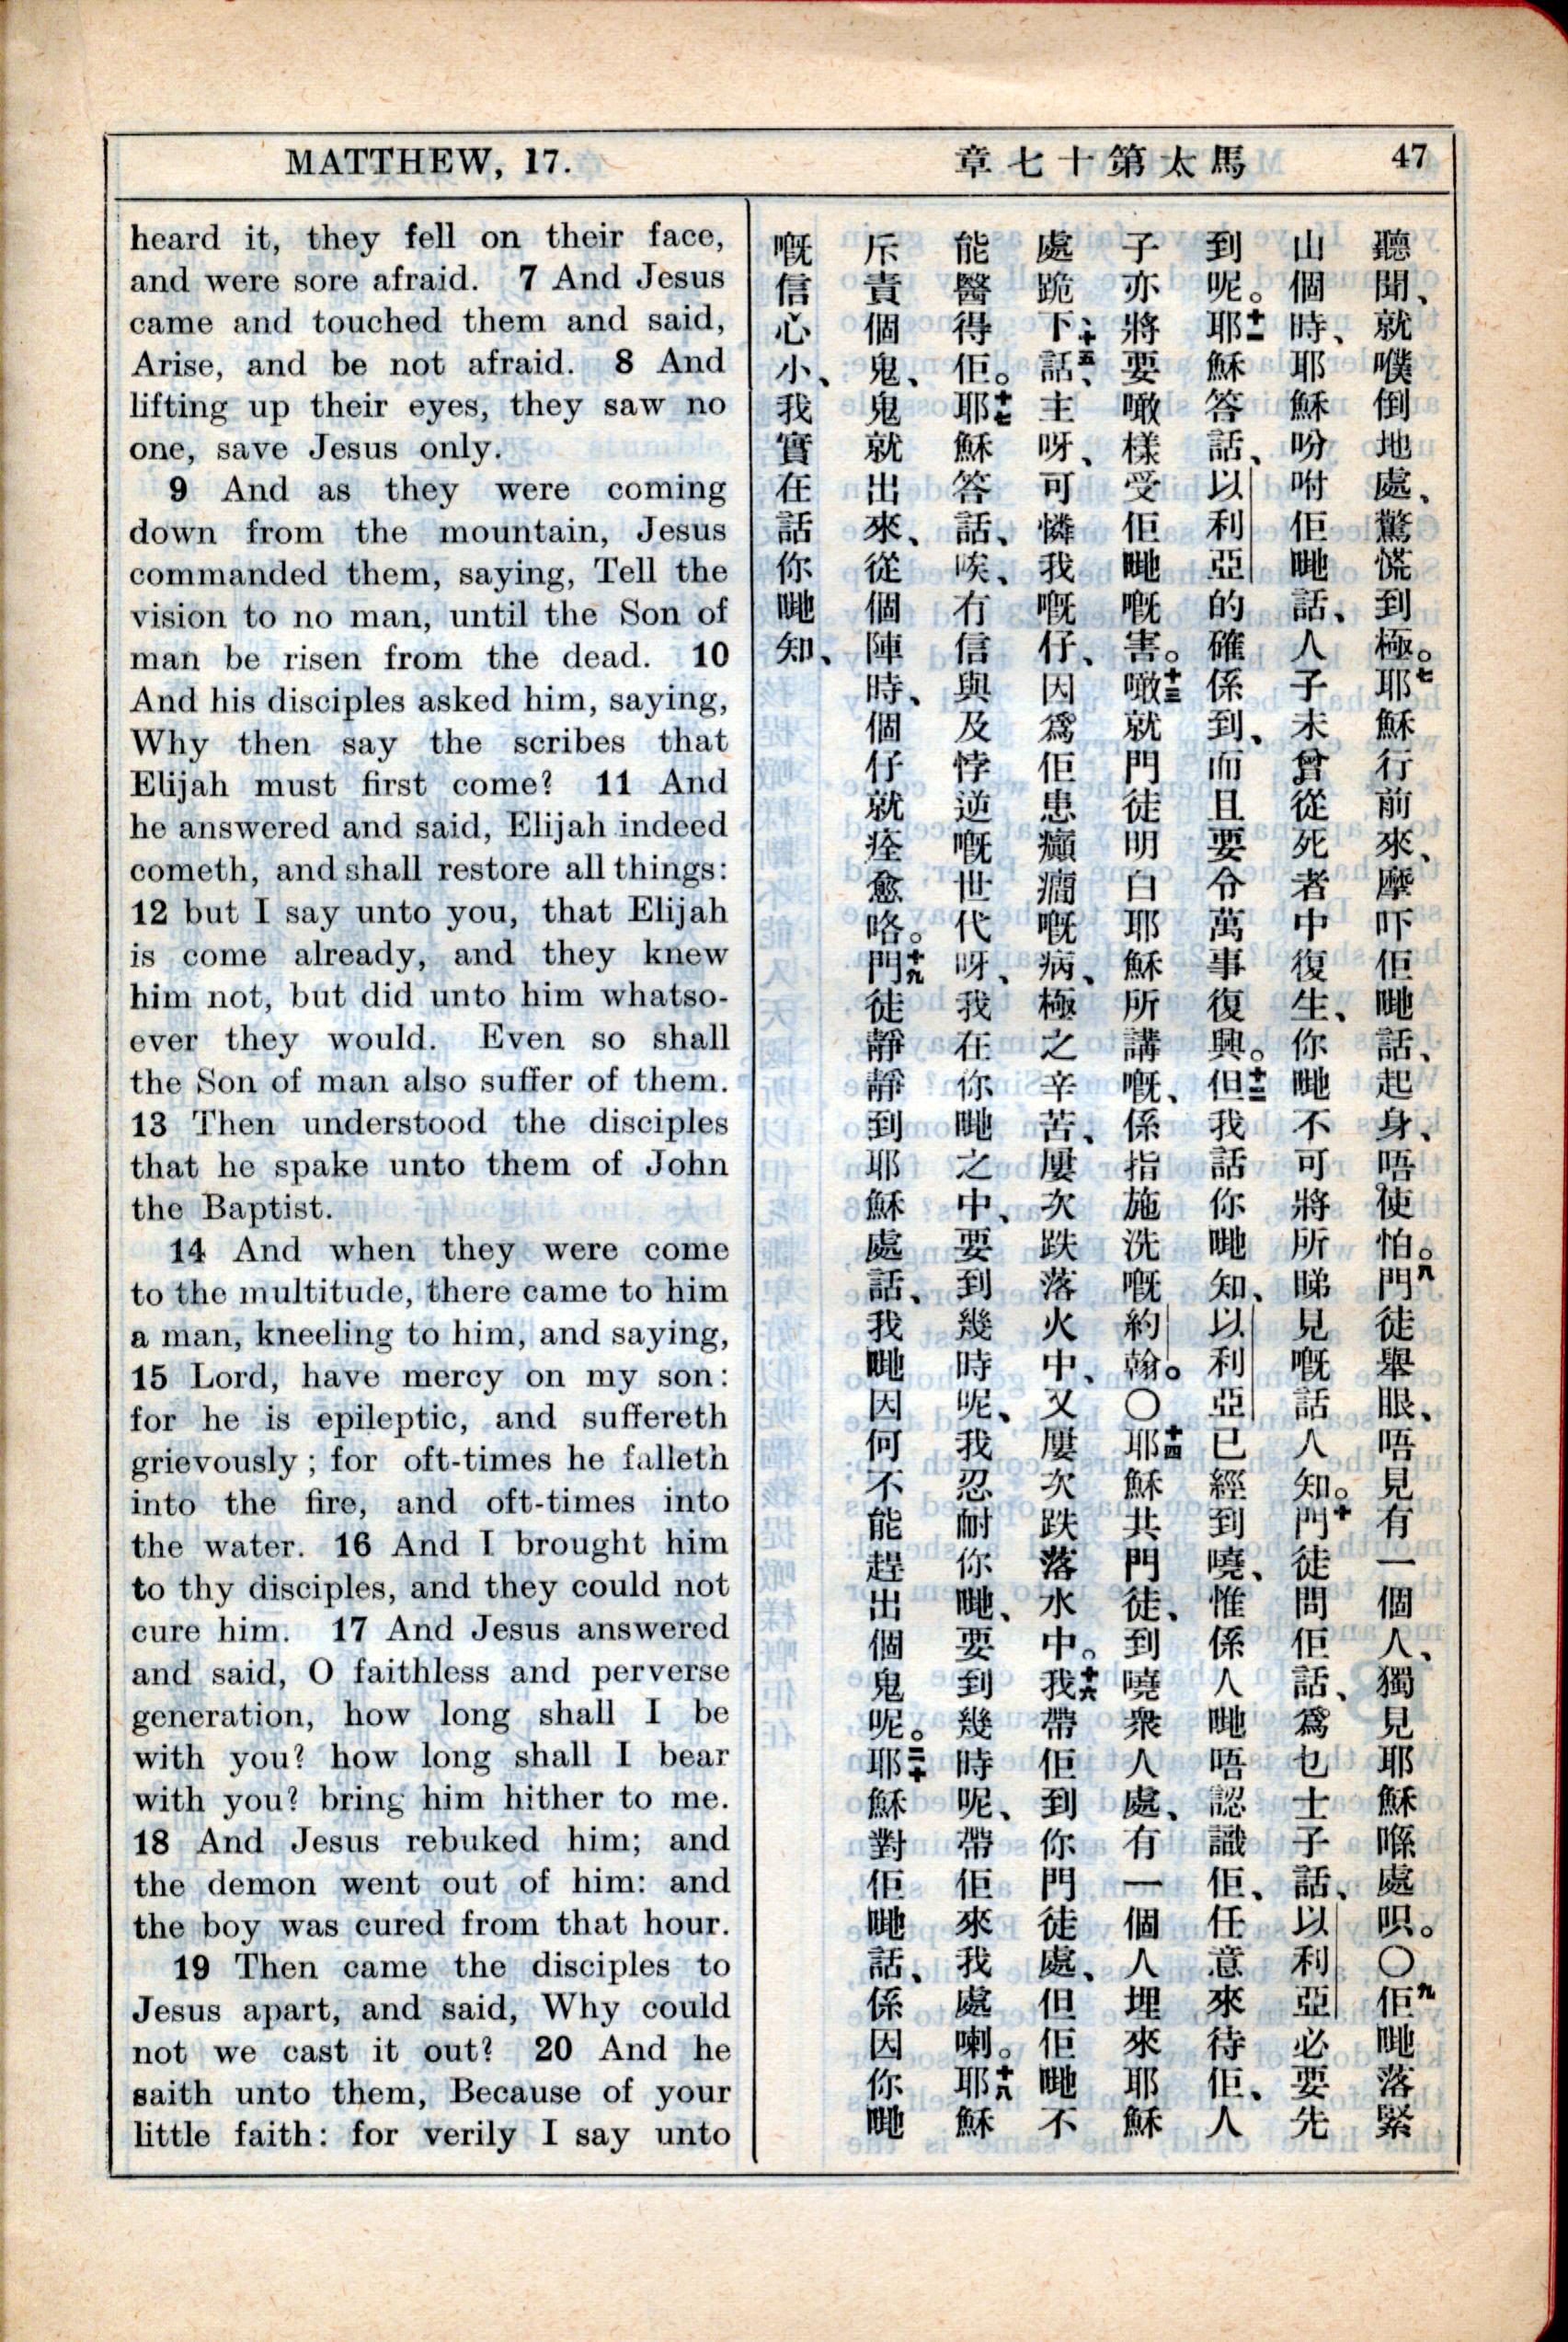 MATTHEW, 17.
馬太第十七章
47
heard it, they fell on their face,
and were sore afraid. 7 And Jesus
came and touched them and said,
Arise, and be not afraid. 8 And
lifting up their eyes, they saw no
one, save Jesus only.
9 And as they were coming
down from the mountain, Jesus
commanded them, saying, Tell the
vision to no man, until the Son of
man be risen from the dead. 10
And his disciples asked him, saying,
Why then say the scribes that
Elijah must first come? 11 And
he answered and said, Elijah indeed
cometh, and shall restore all things:
12 but I say unto you, that Elijah
is come already, and they knew
him not, but did unto him whatso-
ever they would. Even so shall
the Son of man also suffer of them.
13 Then understood the disciples
that he spake unto them of John
the Baptist.
14 And when they were come
to the multitude, there came to him
a man, kneeling to him, and saying,
15 Lord, have mercy on my son:
for he is epileptic, and suffereth
grievously; for oft-times he falleth
into the fire, and oft-times into
the water. 16 And I brought him
to thy disciples, and they could not
cure him. 17 And Jesus answered
and said, O faithless and perverse
generation, how long shall I be
with you? how long shall I bear
with you? bring him hither to me.
18 And Jesus rebuked him; and
the demon went out of him: and
the boy was cured from that hour.
19 Then came the disciples to
Jesus apart, and said, Why could
not we cast it out? 20 And he
saith unto them, Because of your
little faith: for verily I say unto
聽聞、就噗倒地處、驚慌到極。七耶穌行前來、摩吓佢哋話、起身、唔使怕。八門徒舉眼、唔見有一個人、獨見耶穌喺處呮。〇九佢哋落緊
山個時、耶穌吩咐佢哋話、人子未曾從死者中復生、你哋不可將所睇見嘅話人知。十門徒問佢話、爲乜士子話、以利亞必要先
到呢。十一耶穌答話、以利亞的確係到、而且要令萬事復興。十二但我話你哋知、以利亞已經到嘵、惟係人哋唔認識佢、任意來待佢、人
子亦將要噉樣受佢哋嘅害。十三噉就門徒明白耶穌所講嘅、係指施洗嘅約翰。〇十四耶穌共門徒、到嘵衆人處、有一個人埋來耶穌
處跪下、十五話、主呀、可憐我嘅仔、因爲佢患癲癎嘅病、極之辛苦、屢次跌落火中、又屢次跌落水中。十六我帶佢到你門徒處、但佢哋不
能醫得佢。十七耶穌答話、唉、冇信與及悖逆嘅世代呀、我在你哋之中、要到幾時呢、我忍耐你哋、要到幾時呢、帶佢來我處喇。十八耶穌
斥責個鬼、鬼就出來、從個陣時、個仔就痊愈咯。十九門徒靜靜到耶穌處話、我哋因何不能趕出個鬼呢。二十耶穌對佢哋話、係因你哋
嘅信心小、我實在話你哋知、